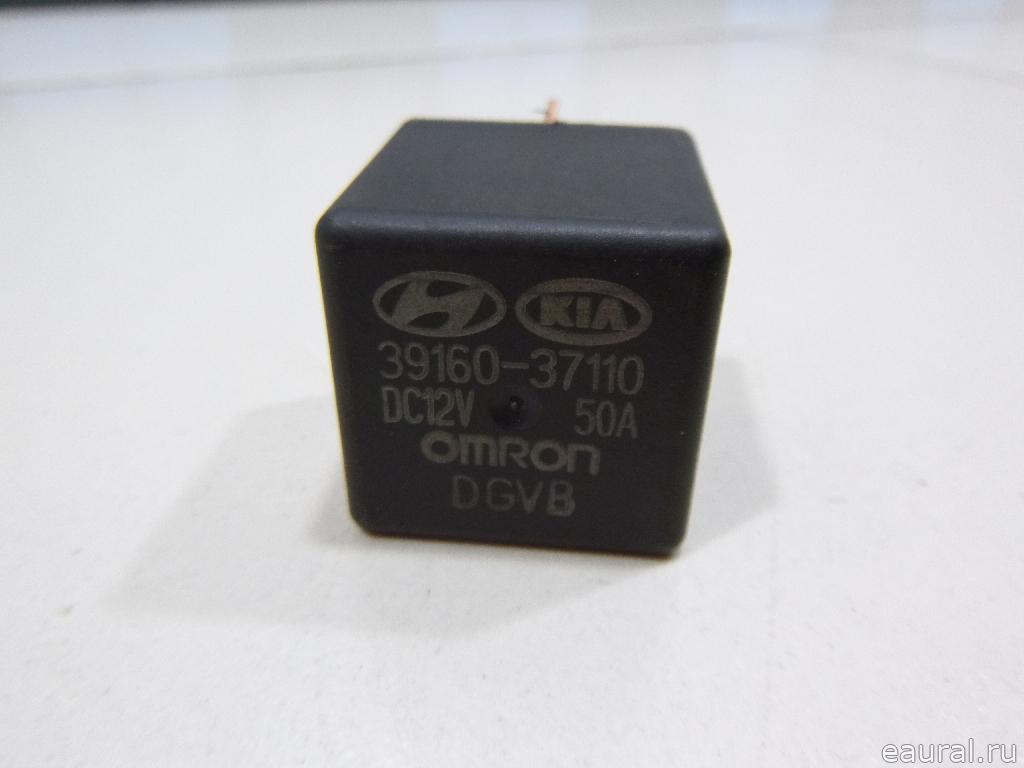 KIA
39160-37110
DC12V 50A
OMRON
DGVB
eaural.ru